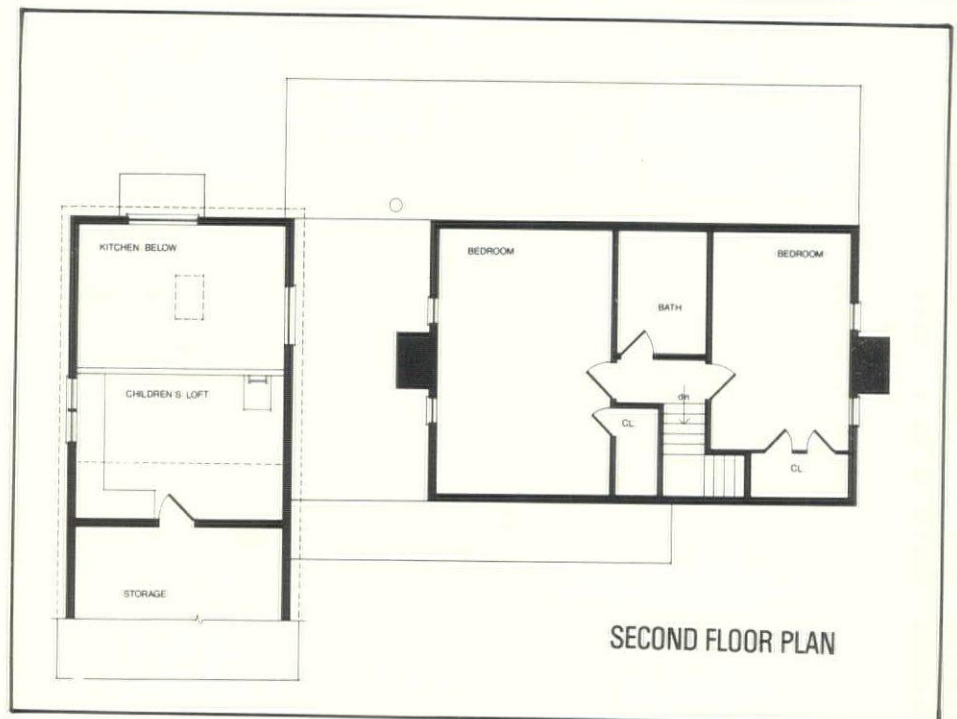 KITCHEN BELOW
CHILDREN'S LOFT
STORAGE
BEDROOM
BATH
BEDROOM
dn
CL
CL
SECOND FLOOR PLAN